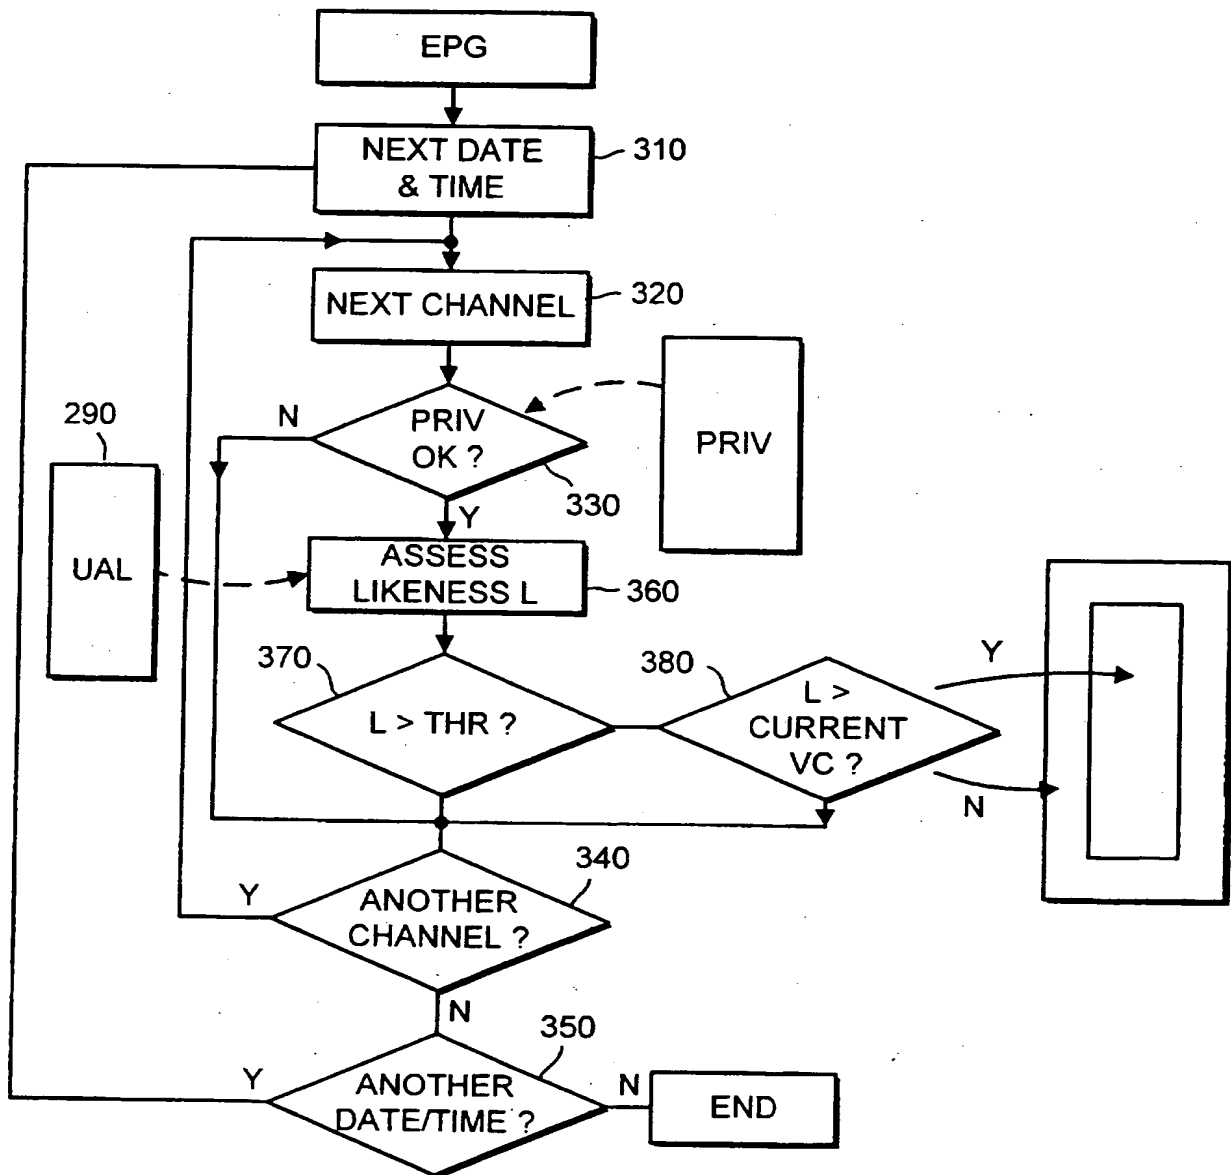 EPG
NEXT DATE
& TIME
310
NEXT CHANNEL
320
PRIV
OK ?
N
330
Y
PRIV
290
UAL
ASSESS
LIKENESS L
360
370
L > THR ?
380
L >
CURRENT
VC ?
Y
N
340
ANOTHER
CHANNEL ?
Y
N
350
ANOTHER
DATE/TIME ?
Y
N
END